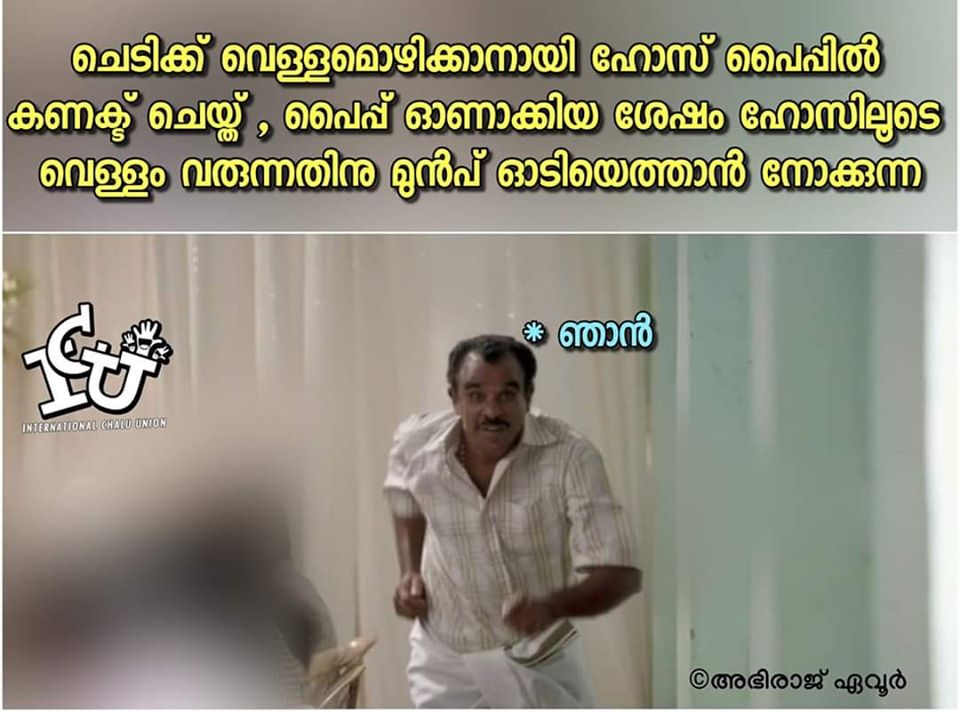 ചെടിക്ക് വെള്ളമൊഴിക്കാനായി ഹോസ് പൈപ്പിൽ
കണക്ട് ചെയ്ത് , പൈപ്പ് ഓണാക്കിയ ശേഷം ഹോസിലൂടെ
വെള്ളം വരുന്നതിനു മുൻപ് ഓടിയെത്താൻ നോക്കുന്ന
* ഞാൻ
ICU
INTERNATIONAL CHALU UNION
©അഭിരാജ് ഏവൂർ